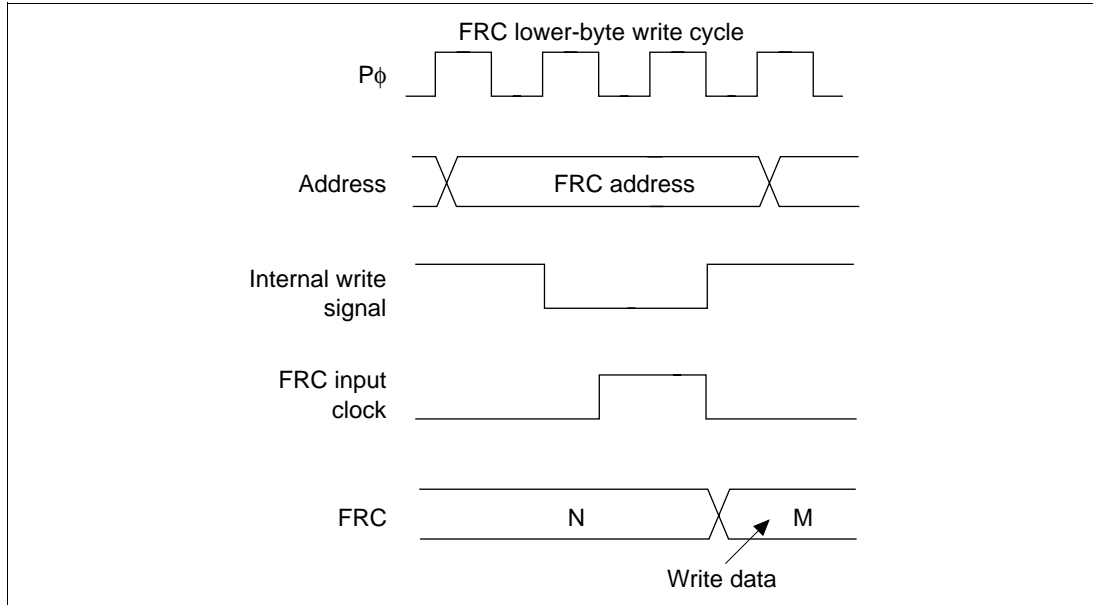 FRC lower-byte write cycle
Pϕ
Address
FRC address
Internal write
signal
FRC input
clock
FRC
N
M
Write data